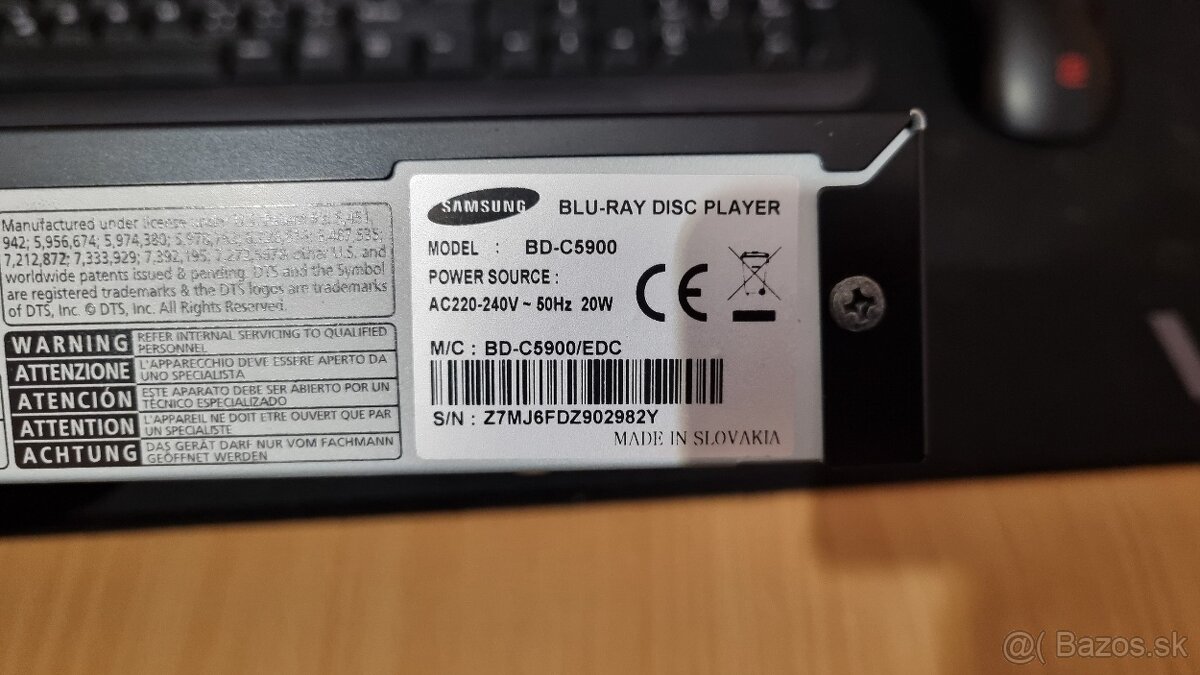 Manufactured under license
942; 5,956,674; 5,974,380;
7,212,872; 7,333,929; 7,392,195; U.S. and
worldwide patents issued & pending. DTS and the Symbol
are registered trademarks & the DTS logos are trademarks
of DTS, Inc. © DTS, Inc. All Rights Reserved.
WARNING REFER INTERNAL SERVICING TO QUALIFIED
PERSONNEL
ATTENZIONE L'APPARECCHIO DEVE ESSERE APERTO DA
UNO SPECIALISTA
ATENCIÓN ESTE APARATO DEBE SER ABIERTO POR UN
TÉCNICO ESPECIALIZADO
ATTENTION L'APPAREIL NE DOIT ETRE OUVERT QUE PAR
UN SPECIALISTE
ACHTUNG DAS GERÄT DARF NUR VOM FACHMANN
GEÖFFNET WERDEN
SAMSUNG BLU-RAY DISC PLAYER
MODEL : BD-C5900
POWER SOURCE :
AC220-240V ~ 50Hz 20W
CE
M/C : BD-C5900/EDC
S/N : Z7MJ6FDZ902982Y
MADE IN SLOVAKIA
@( Bazos.sk